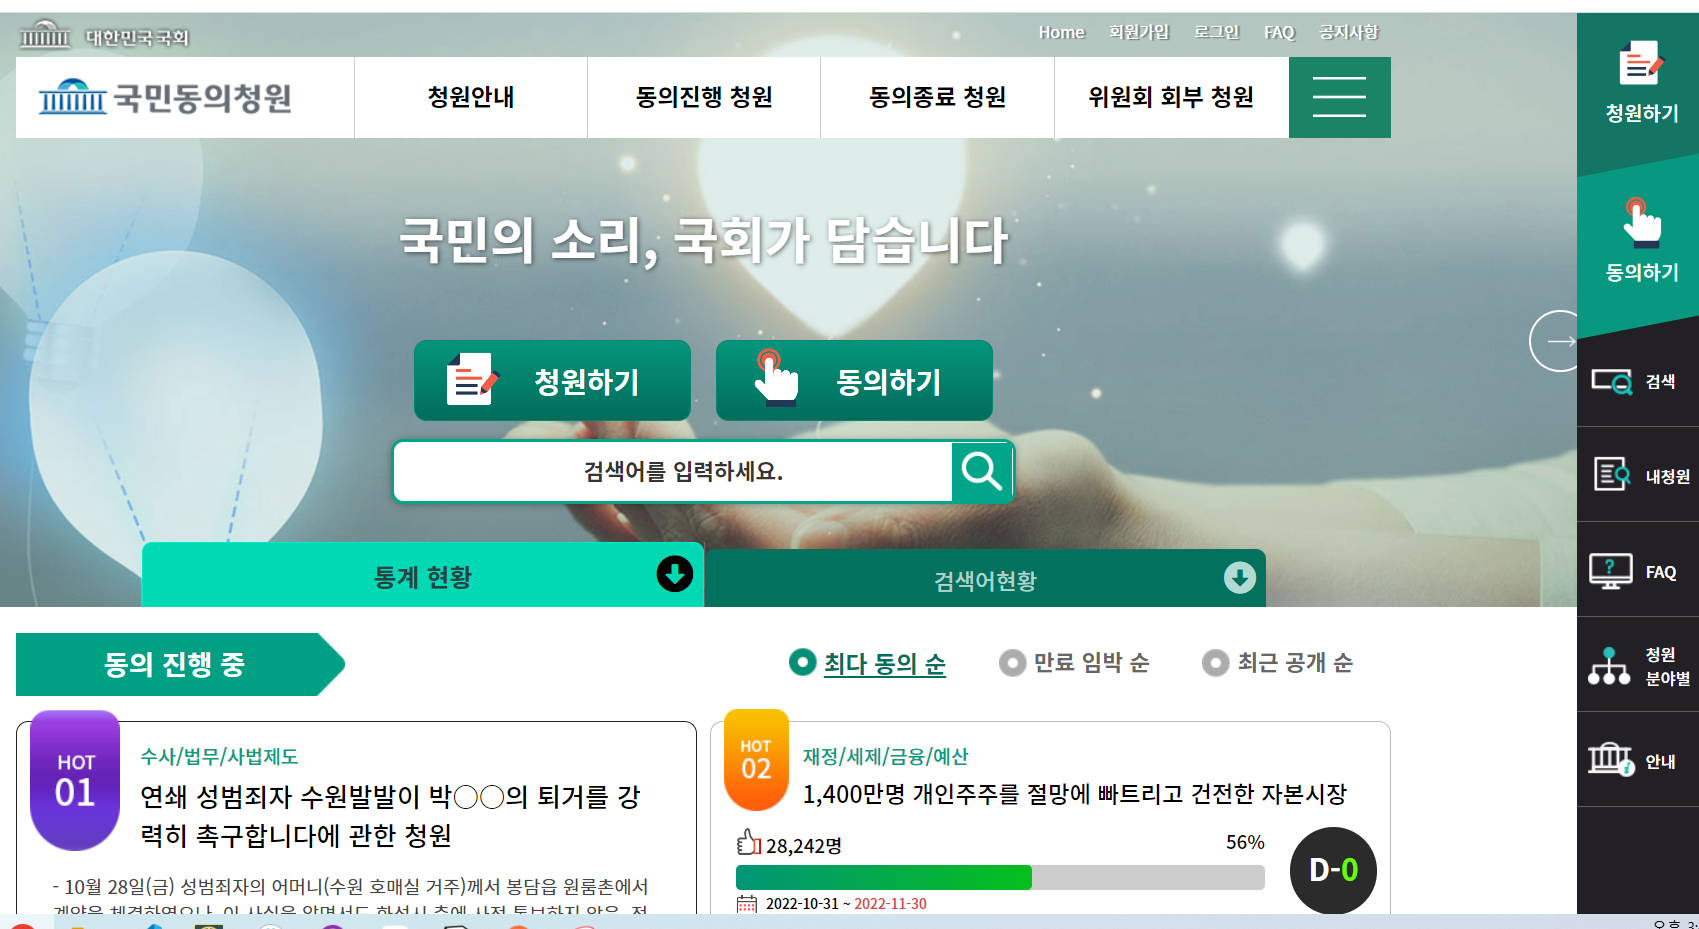 대한민국국회
Home 회원가입 로그인 FAQ 공지사항
국민동의청원 청원안내 동의진행 청원 동의종료 청원 위원회 회부 청원
국민의 소리, 국회가 담습니다
청원하기 동의하기
검색어를 입력하세요.
통계 현황 검색어현황
청원하기
동의하기
검색
내청원
FAQ
청원
분야별
안내
동의 진행 중 최다 동의 순 만료 임박 순 최근 공개 순
HOT
01
수사/법무/사법제도
연쇄 성범죄자 수원발발이 박○○의 퇴거를 강
력히 촉구합니다에 관한 청원
- 10월 28일(금) 성범죄자의 어머니(수원 호매실 거주)께서 봉담읍 원룸촌에서
HOT
02
재정/세제/금융/예산
1,400만명 개인주주를 절망에 빠트리고 건전한 자본시장
28,242명 56%
D-0
2022-10-31 ~ 2022-11-30